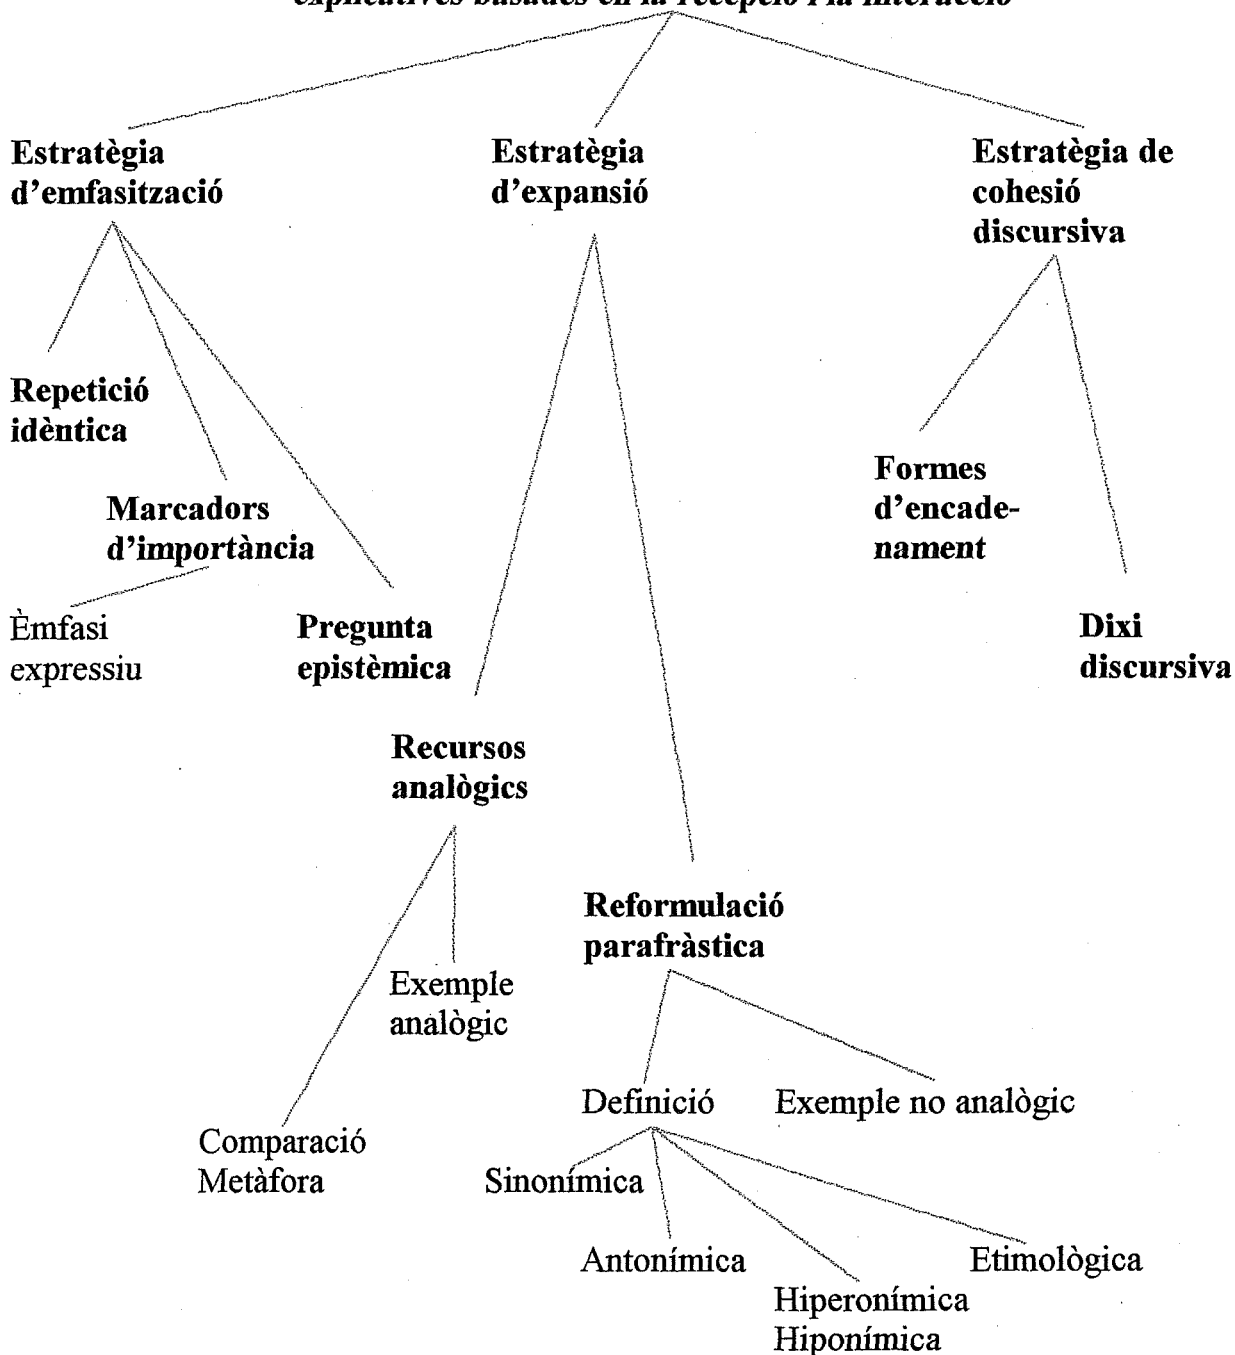 explicatives basades en la recepció i la interacció
Estratègia
d'emfasització
Estratègia
d'expansió
Estratègia de
cohesió
discursiva
Repetició
idèntica
Marcadors
d'importància
Èmfasi
expressiu
Pregunta
epistèmica
Formes
d'encade-
nament
Dixi
discursiva
Recursos
analògics
Exemple
analògic
Comparació
Metàfora
Reformulació
parafràstica
Definició
Exemple no analògic
Sinonímica
Antonímica
Hiperonímica
Hiponímica
Etimològica